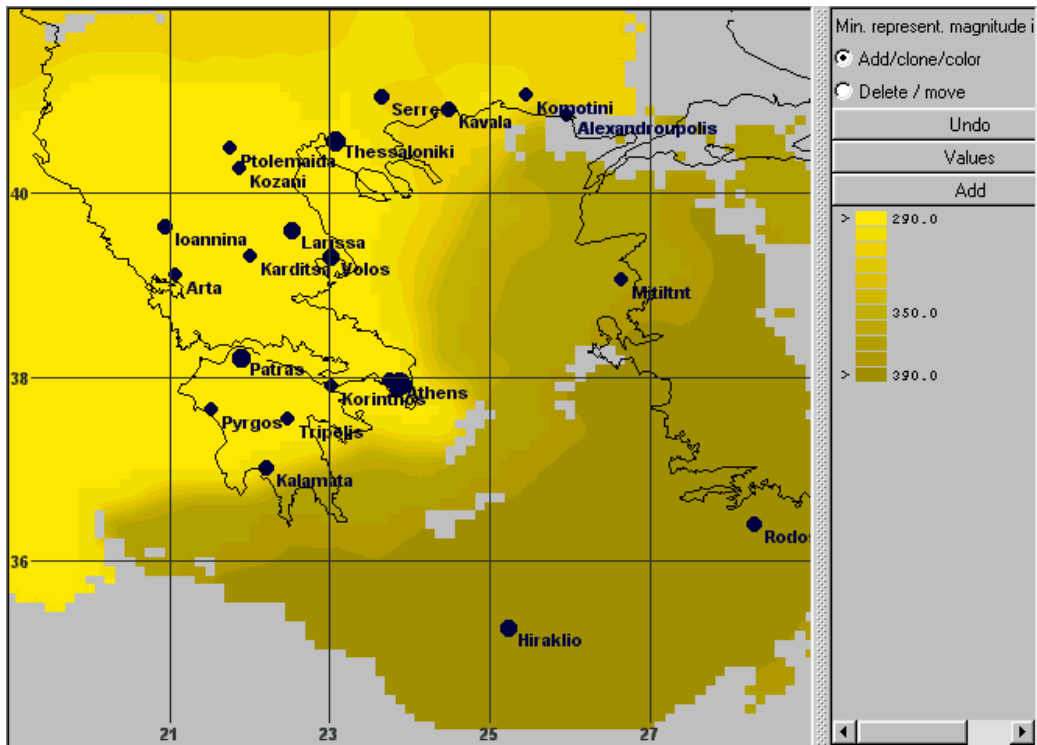 Min. represent. magnitude i
Add/clone/color
Delete / move
Undo
Values
Add
> 290.0
350.0
> 390.0
Serre
Komotini
Kavala
Alexandroupolis
Thessaloniki
Ptolemaida
Kozani
40
Ioannina
Larissa
Karditsa
Volos
Arta
Mitiltnt
Patras
38
Korinthos
Athens
Pyrgos
Tripolis
Kalamata
Rodos
36
Hiraklio
21
23
25
27